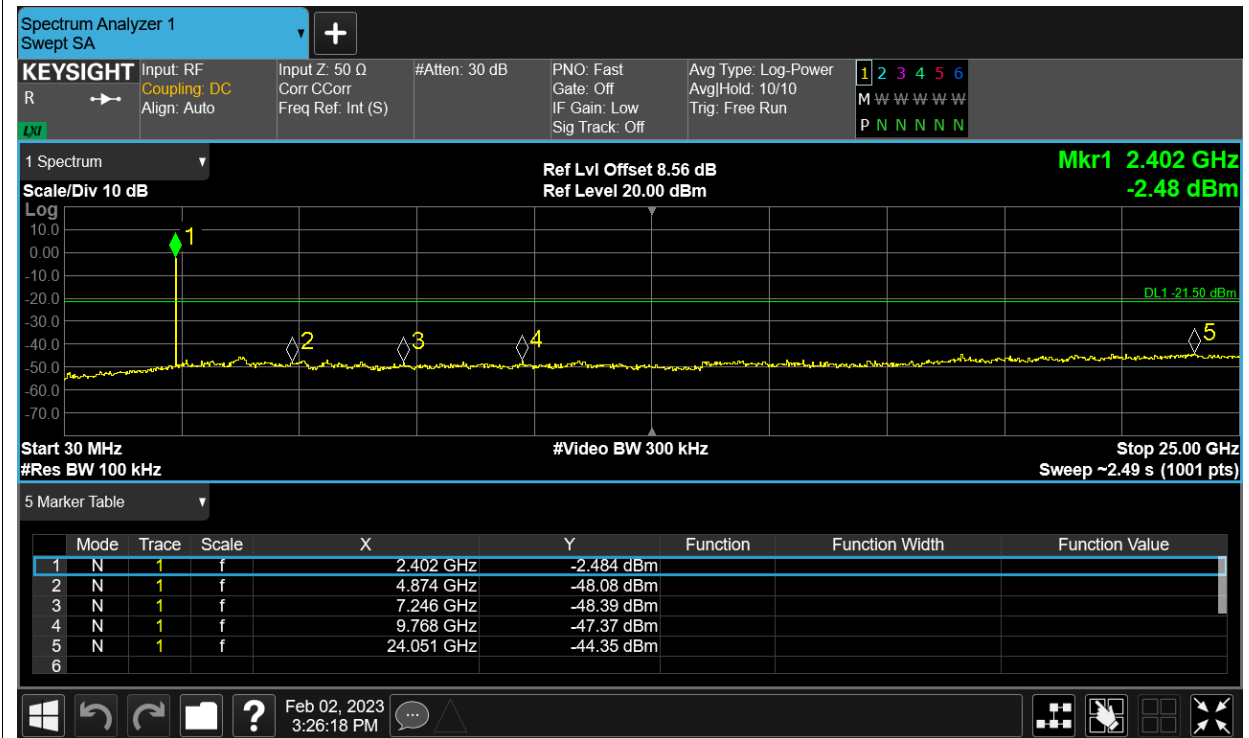 Spectrum Analyzer 1
Swept SA
+
KEYSIGHT Input: RF Input Z: 50 Ω #Atten: 30 dB PNO: Fast Avg Type: Log-Power 1 2 3 4 5 6
R Coupling: DC Corr CCorr Gate: Off Avg|Hold: 10/10 M W W W W W W
Align: Auto Freq Ref: Int (S) IF Gain: Low Trig: Free Run
LXI Sig Track: Off P N N N N N
1 Spectrum Ref Lvl Offset 8.56 dB Mkr1 2.402 GHz
Scale/Div 10 dB Ref Level 20.00 dBm -2.48 dBm
Log
10.0 1
0.00
-10.0
-20.0 DL1 -21.50 dBm
-30.0
-40.0 2 3 4 5
-50.0
-60.0
-70.0
Start 30 MHz #Video BW 300 kHz Stop 25.00 GHz
#Res BW 100 kHz Sweep ~2.49 s (1001 pts)
5 Marker Table
Mode Trace Scale X Y Function Function Width Function Value
1 N 1 f 2.402 GHz -2.484 dBm
2 N 1 f 4.874 GHz -48.08 dBm
3 N 1 f 7.246 GHz -48.39 dBm
4 N 1 f 9.768 GHz -47.37 dBm
5 N 1 f 24.051 GHz -44.35 dBm
6
? Feb 02, 2023
3:26:18 PM